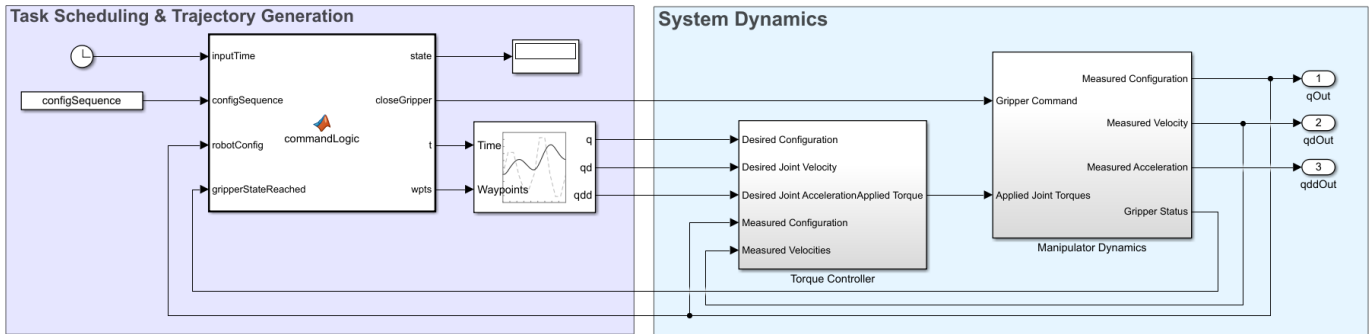 Task Scheduling & Trajectory Generation
inputTime
state
configSequence
configSequence
closeGripper
commandLogic
robotConfig
t
gripperStateReached
wpts
Time
q
qd
Waypoints
qdd
System Dynamics
Desired Configuration
Desired Joint Velocity
Desired Joint Acceleration
Applied Torque
Measured Configuration
Measured Velocities
Torque Controller
Measured Configuration
Gripper Command
Measured Velocity
Measured Acceleration
Applied Joint Torques
Gripper Status
Manipulator Dynamics
1
qOut
2
qdOut
3
qddOut